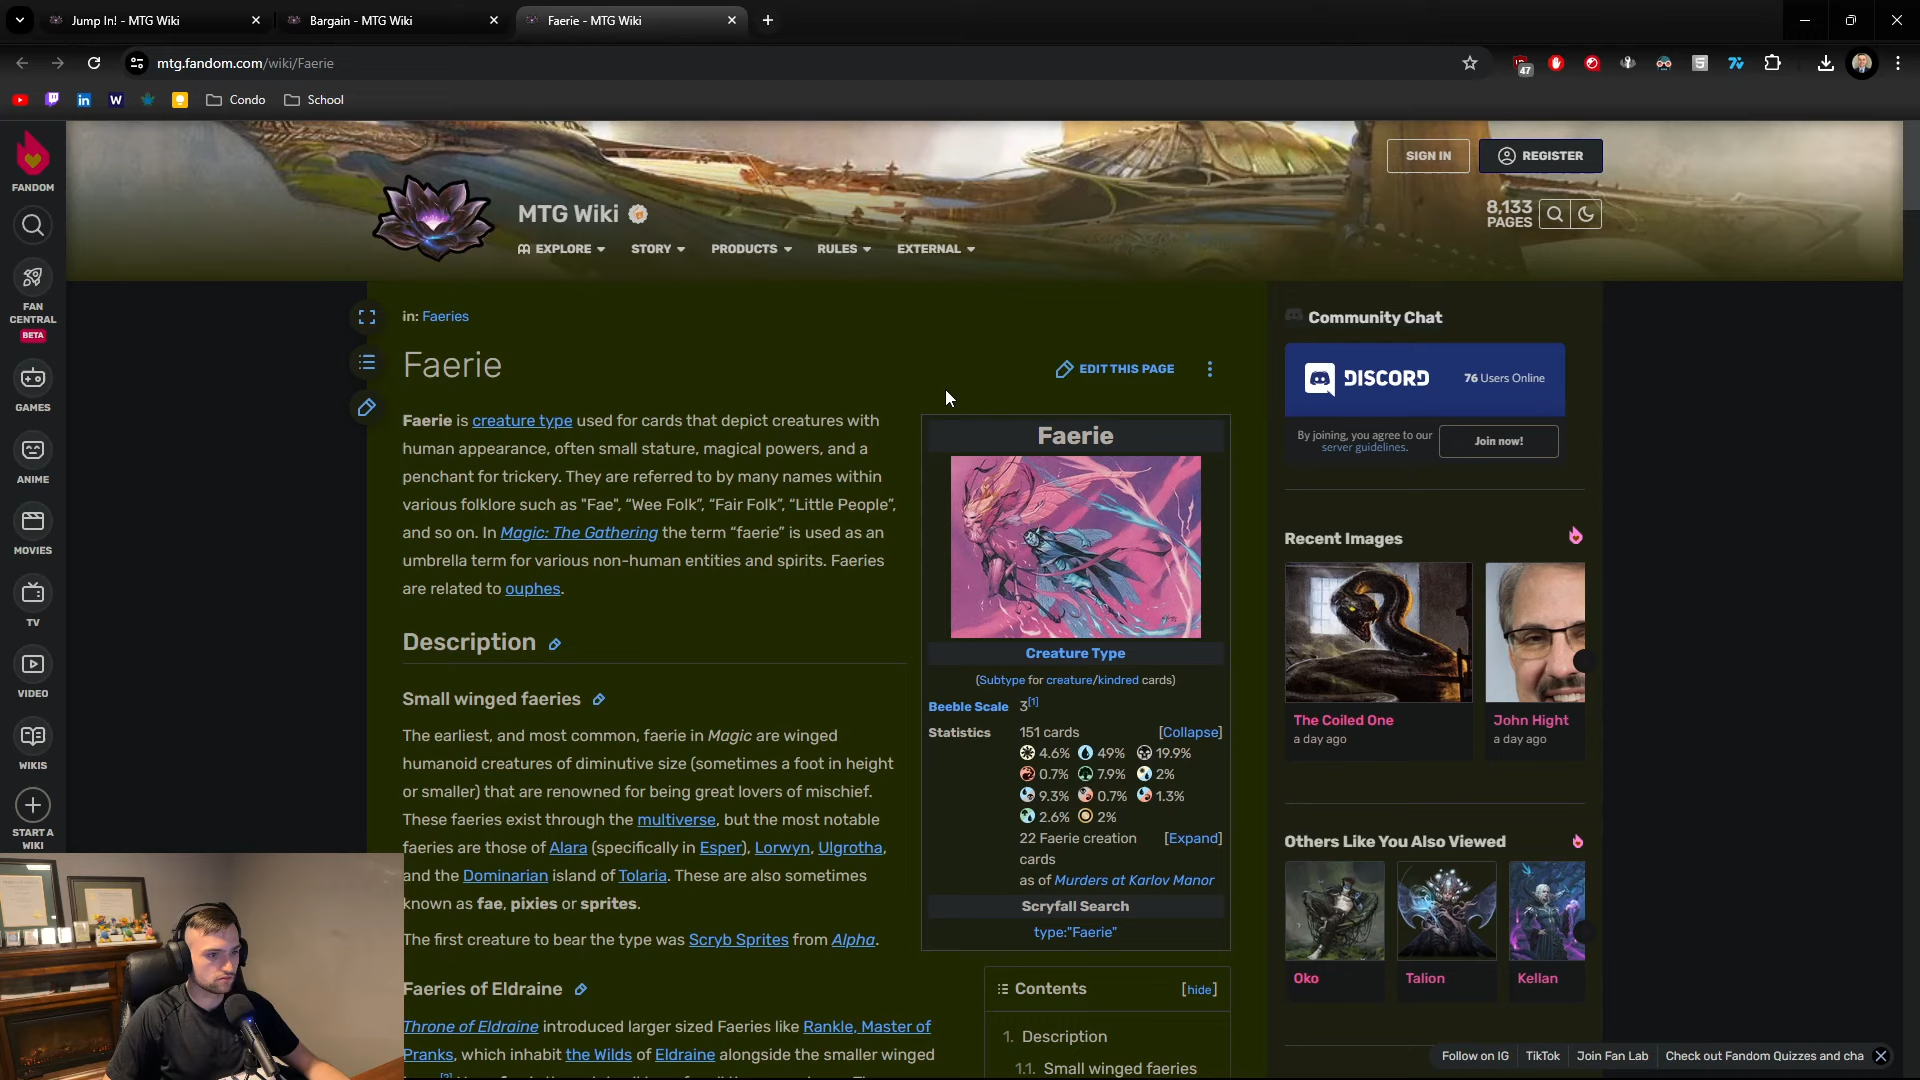 Jump In! - MTG Wiki
Bargain - MTG Wiki
Faerie - MTG Wiki
mtg.fandom.com/wiki/Faerie
47
Condo
School
FANDOM
FAN CENTRAL
BETA
GAMES
ANIME
MOVIES
TV
VIDEO
WIKIS
START A WIKI
SIGN IN
REGISTER
MTG Wiki
8,133
PAGES
EXPLORE
STORY
PRODUCTS
RULES
EXTERNAL
in: Faeries
Faerie
EDIT THIS PAGE
Faerie is creature type used for cards that depict creatures with
human appearance, often small stature, magical powers, and a
penchant for trickery. They are referred to by many names within
various folklore such as "Fae", “Wee Folk”, “Fair Folk”, “Little People”,
and so on. In Magic: The Gathering the term “faerie” is used as an
umbrella term for various non-human entities and spirits. Faeries
are related to ouphes.
Description
Small winged faeries
The earliest, and most common, faerie in Magic are winged
humanoid creatures of diminutive size (sometimes a foot in height
or smaller) that are renowned for being great lovers of mischief.
These faeries exist through the multiverse, but the most notable
faeries are those of Alara (specifically in Esper), Lorwyn, Ulgrotha,
and the Dominarian island of Tolaria. These are also sometimes
known as fae, pixies or sprites.
The first creature to bear the type was Scryb Sprites from Alpha.
Faeries of Eldraine
Throne of Eldraine introduced larger sized Faeries like Rankle, Master of
Pranks, which inhabit the Wilds of Eldraine alongside the smaller winged
Faerie
Creature Type
(Subtype for creature/kindred cards)
Beeble Scale 3[1]
Statistics 151 cards [Collapse]
4.6% 49% 19.9%
0.7% 7.9% 2%
9.3% 0.7% 1.3%
2.6% 2%
22 Faerie creation [Expand]
cards
as of Murders at Karlov Manor
Scryfall Search
type:"Faerie"
Contents [hide]
1. Description
1.1. Small winged faeries
Community Chat
DISCORD
76 Users Online
By joining, you agree to our
server guidelines.
Join now!
Recent Images
The Coiled One
a day ago
John Hight
a day ago
Others Like You Also Viewed
Oko
Talion
Kellan
Follow on IG
TikTok
Join Fan Lab
Check out Fandom Quizzes and cha